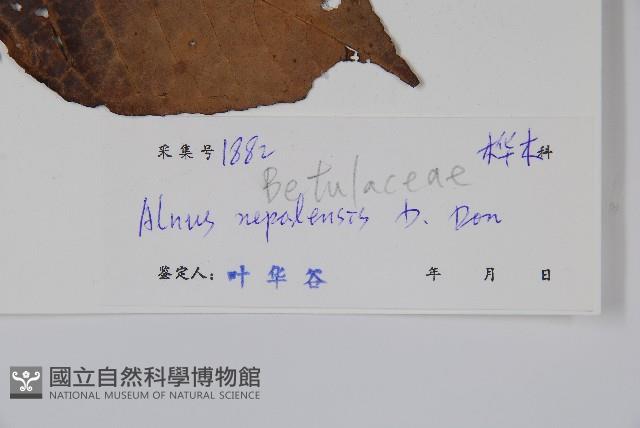 采集号 1882 桦木科
Betulaceae
Alnus nepalensis D. Don
鉴定人: 叶华谷 年 月 日
國立自然科學博物館
NATIONAL MUSEUM OF NATURAL SCIENCE